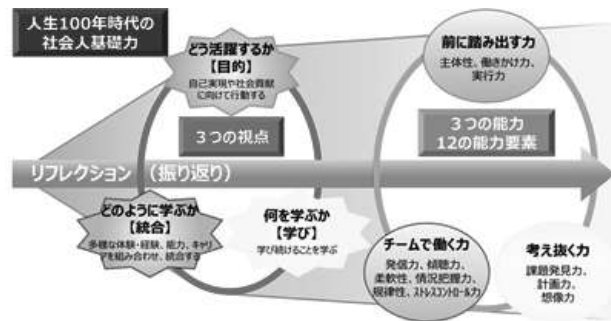 人生100年時代の
社会人基礎力
どう活躍するか
【目的】
自己実現や社会貢献
に向けて行動する
3つの視点
リフレクション (振り返り)
どのように学ぶか
【統合】
多様な体験・経験、能力、キャリ
アを組み合わせ、統合する
何を学ぶか
【学び】
学び続けることを学ぶ
前に踏み出す力
主体性、働きかけ力、
実行力
3つの能力
12の能力要素
チームで働く力
発信力、傾聴力、
柔軟性、情況把握力、
規律性、ストレスコントロール力
考え抜く力
課題発見力、
計画力、
想像力